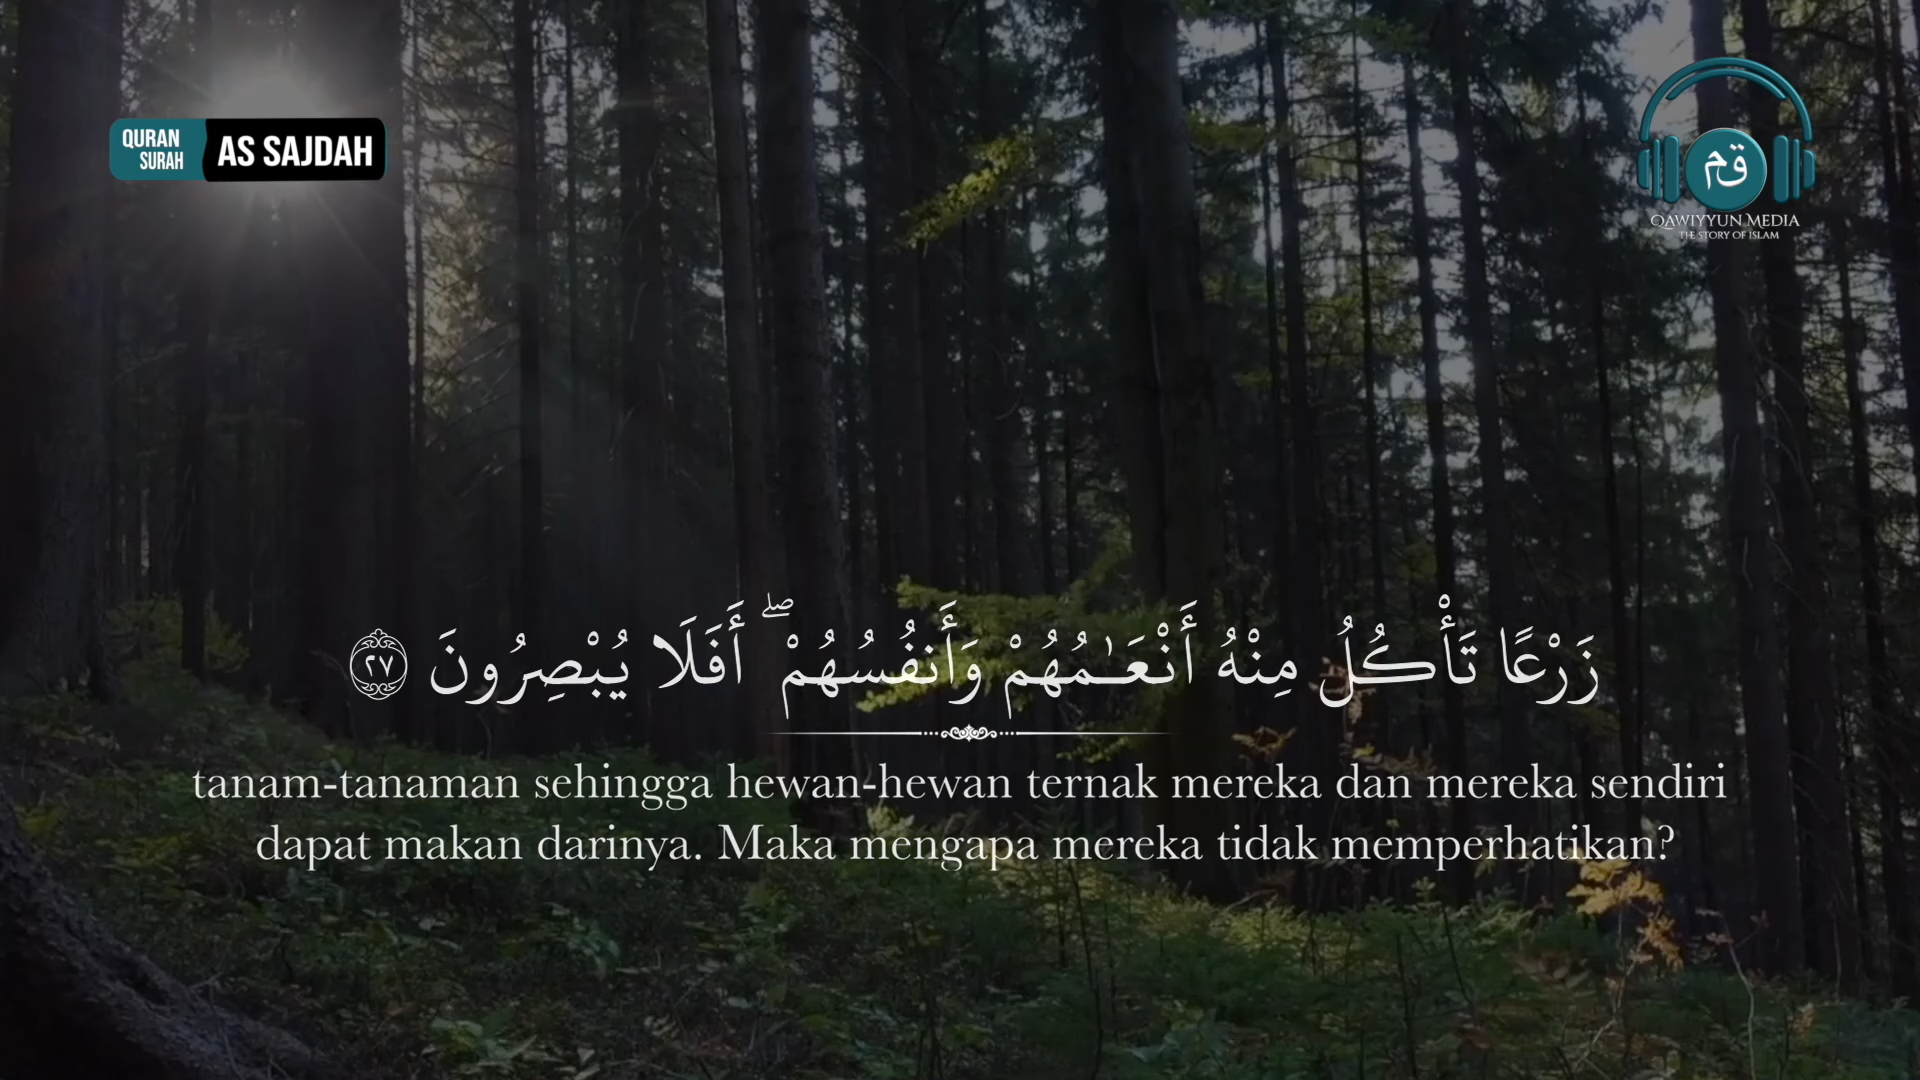 QURAN
SURAH
AS SAJDAH
قم
QAWIYYUN MEDIA
THE STORY OF ISLAM
زَرْعًا تَأْكُلُ مِنْهُ أَنْعَـٰمُهُمْ وَأَنفُسُهُمْ ۖ أَفَلَا يُبْصِرُونَ ٢٧
tanam-tanaman sehingga hewan-hewan ternak mereka dan mereka sendiri
dapat makan darinya. Maka mengapa mereka tidak memperhatikan?